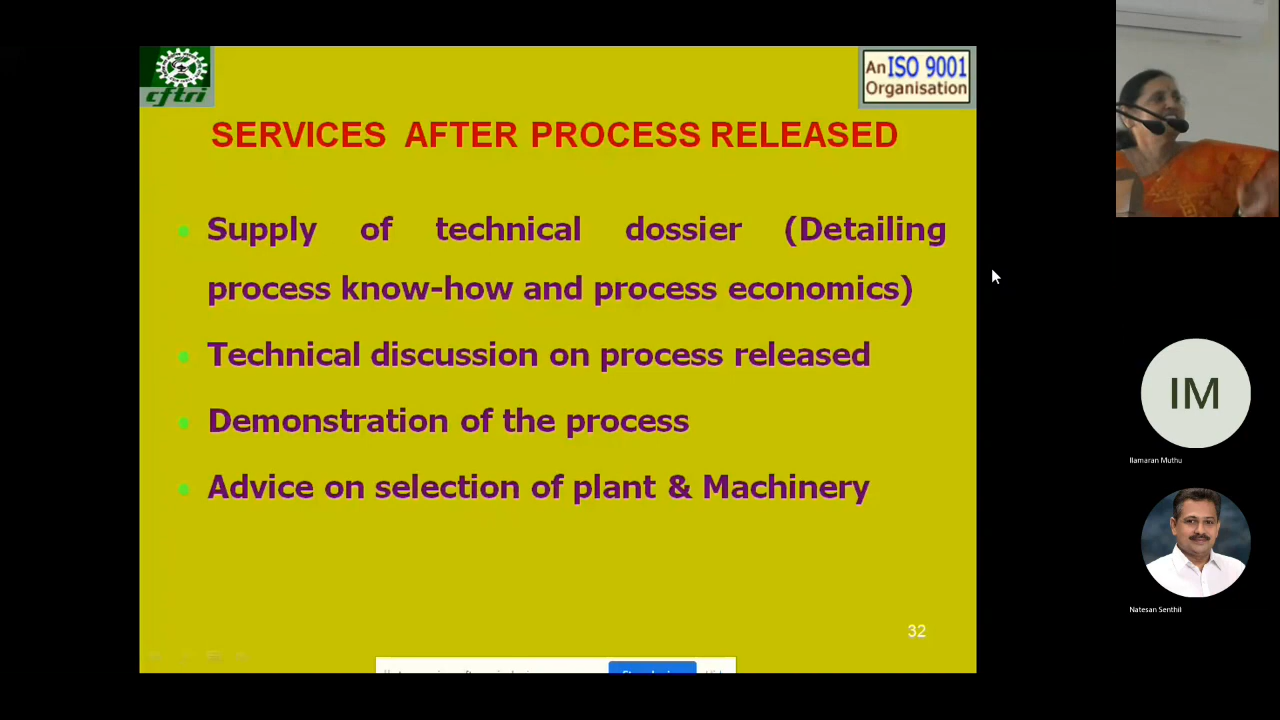 cftri
An ISO 9001
Organisation
SERVICES AFTER PROCESS RELEASED
Supply of technical dossier (Detailing
process know-how and process economics)
Technical discussion on process released
Demonstration of the process
Advice on selection of plant & Machinery
32
IM
Ilamaran Muthu
Natesan Senthil